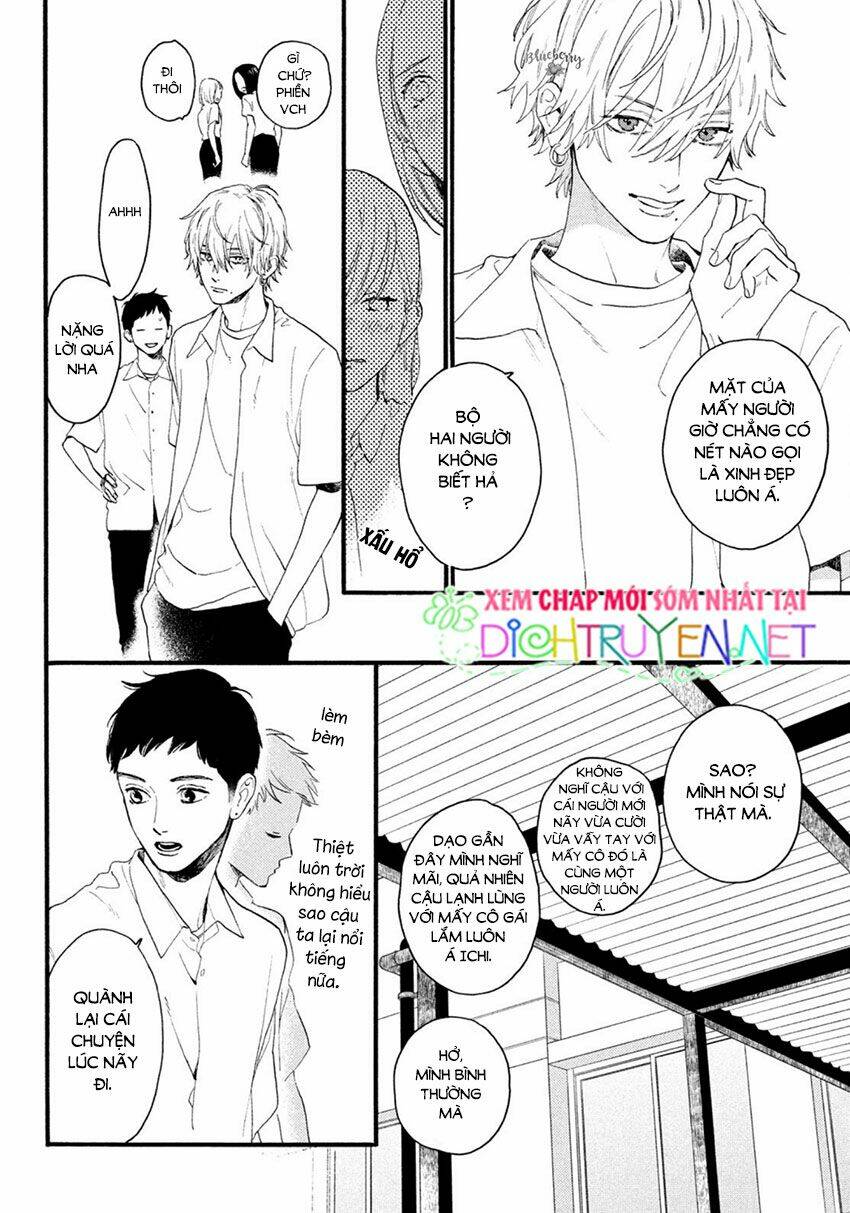 Blueberry
MẶT CỦA
MẤY NGƯỜI
GIỜ CHẲNG CÓ
NÉT NÀO GỌI
LÀ XINH ĐẸP
LUÔN Á.
BỘ
HAI NGƯỜI
KHÔNG
BIẾT HẢ
?
XẤU HỔ
GÌ
CHỨ?
PHIỀN
VCH
ĐI
THÔI
AHHH
NẶNG
LỜI QUÁ
NHA
XEM CHAP MỚI SỚM NHẤT TẠI
DICHTRUYEN.NET
SAO?
MÌNH NÓI SỰ
THẬT MÀ.
KHÔNG
NGHĨ CẬU VỚI
CÁI NGƯỜI MỚI
NÃY VỪA CƯỜI
VỪA VẪY TAY VỚI
MẤY CÔ ĐÓ LÀ
CÙNG MỘT
NGƯỜI LUÔN
Á.
DẠO GẦN
ĐÂY MÌNH NGHĨ
MÃI, QUẢ NHIÊN
CẬU LẠNH LÙNG
VỚI MẤY CÔ GÁI
LẮM LUÔN
Á ICHI.
HỞ,
MÌNH BÌNH
THƯỜNG
MÀ
lèm
bèm
Thiệt
luôn trời
không hiểu
sao cậu
ta lại nổi
tiếng
nữa.
QUÀNH
LẠI CÁI
CHUYỆN
LÚC NÃY
ĐI.